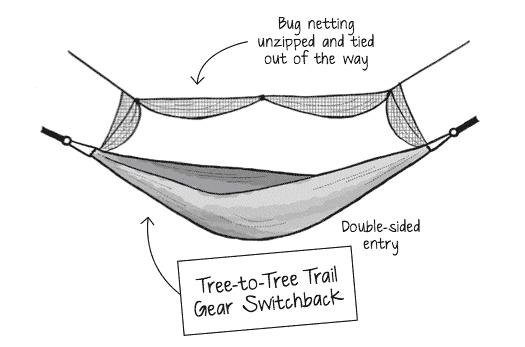 Bug netting
unzipped and tied
out of the way
Double-sided
entry
Tree-to-Tree Trail
Gear Switchback